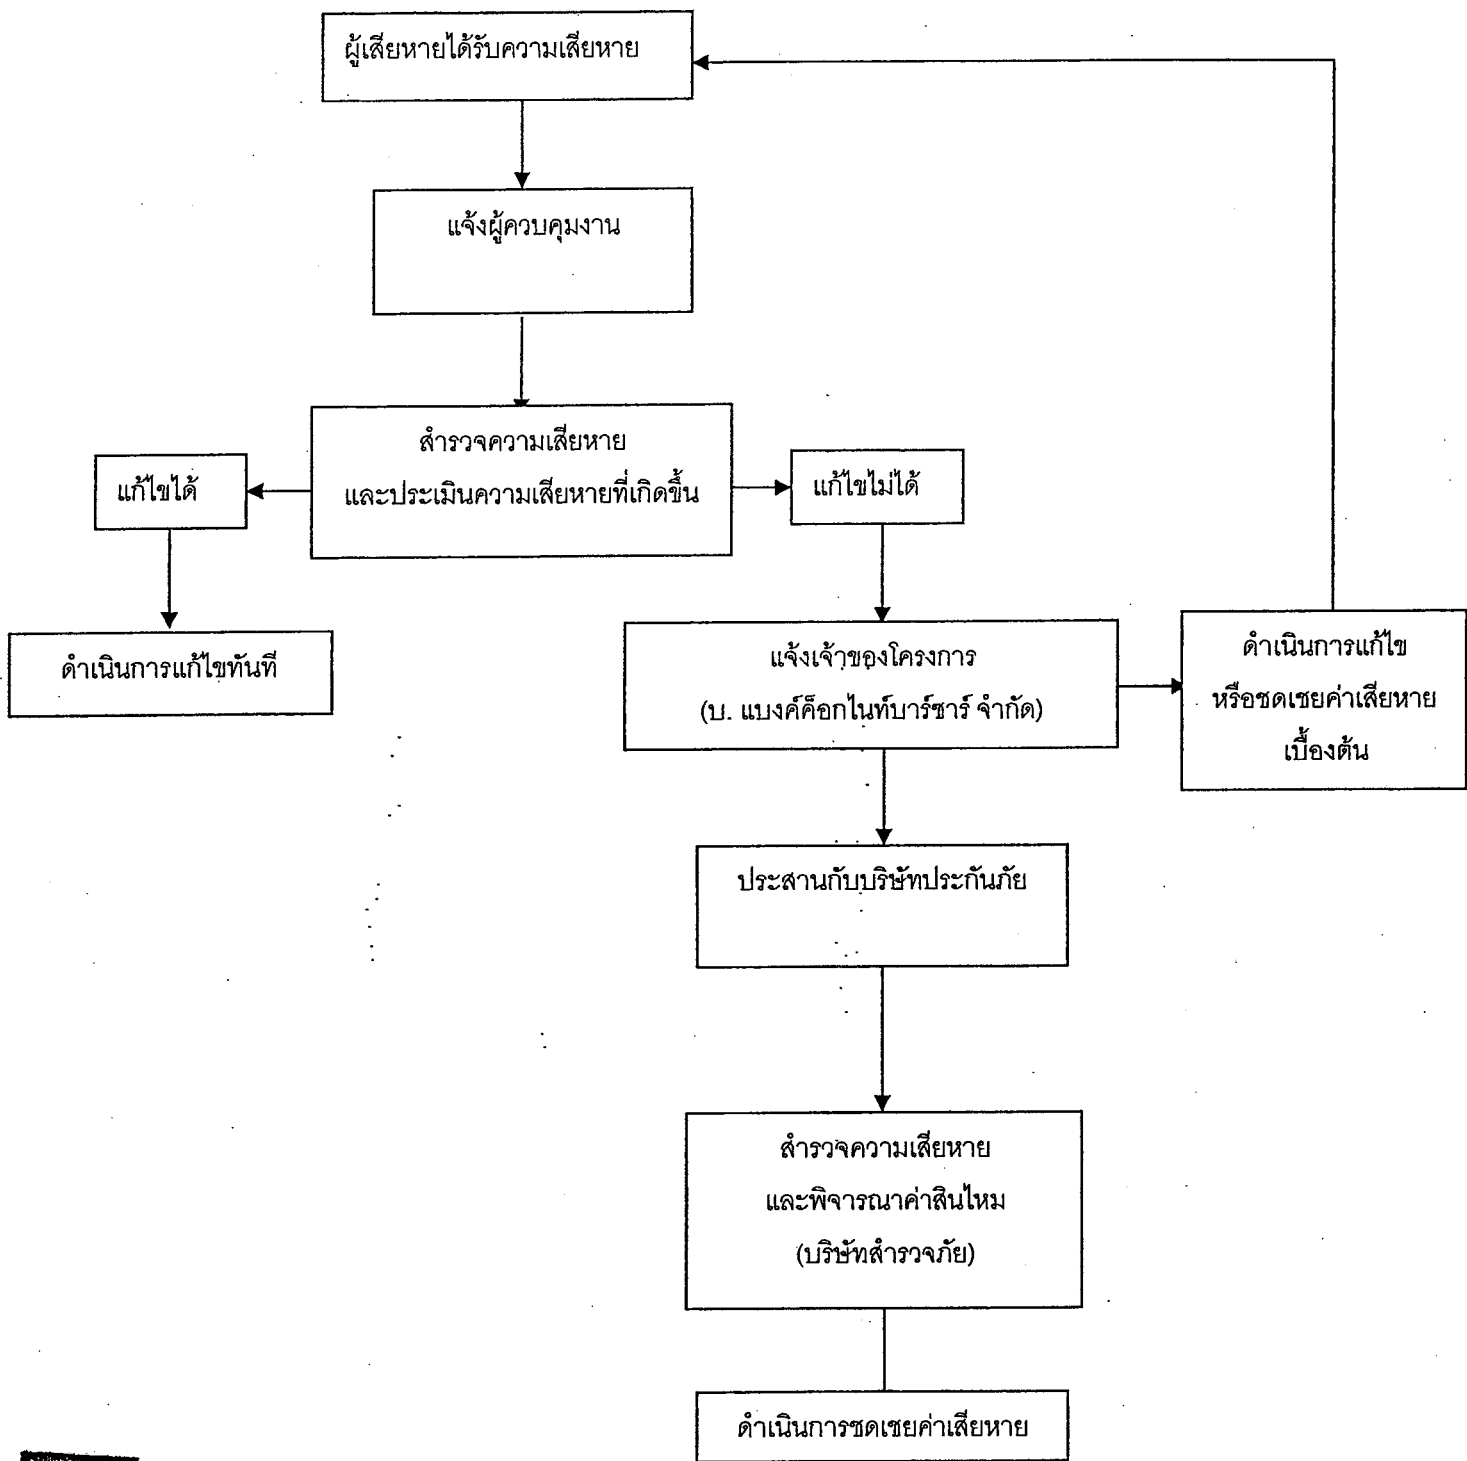 ผู้เสียหายได้รับความเสียหาย
แจ้งผู้ควบคุมงาน
สำรวจความเสียหาย
และประเมินความเสียหายที่เกิดขึ้น
แก้ไขได้
แก้ไขไม่ได้
ดำเนินการแก้ไขทันที
แจ้งเจ้าของโครงการ
(บ. แบงค์ค็อกไนท์บาร์ซาร์ จำกัด)
ดำเนินการแก้ไข
หรือชดเชยค่าเสียหาย
เบื้องต้น
ประสานกับบริษัทประกันภัย
สำรวจความเสียหาย
และพิจารณาค่าสินไหม
(บริษัทสำรวจภัย)
ดำเนินการชดเชยค่าเสียหาย